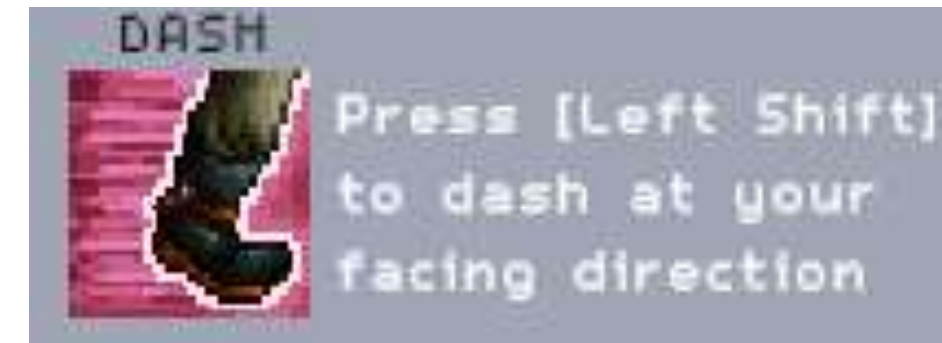 DASH
Press [Left Shift]
to dash at your
facing direction